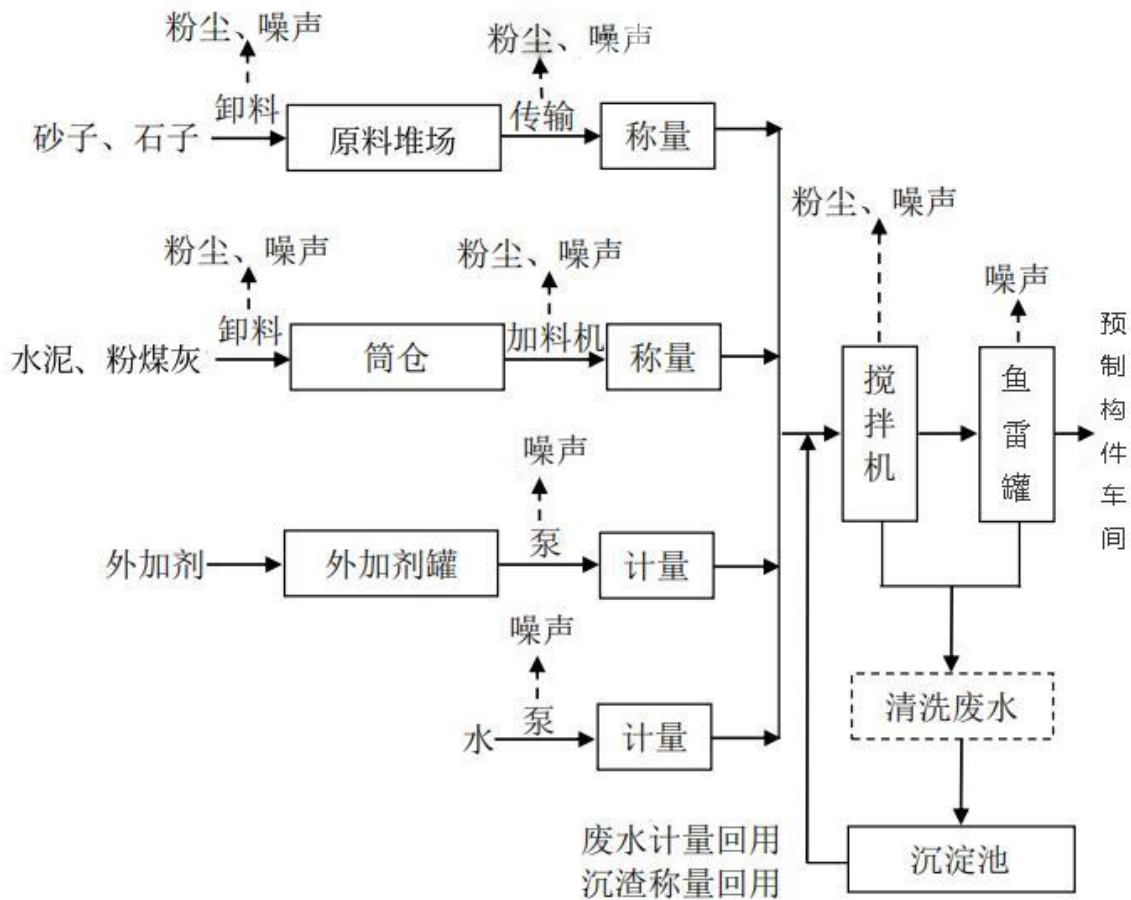 粉尘、噪声
粉尘、噪声
卸料
传输
砂子、石子
原料堆场
称量
粉尘、噪声
粉尘、噪声
粉尘、噪声
噪声
卸料
加料机
水泥、粉煤灰
筒仓
称量
搅拌机
鱼雷罐
预制构件车间
噪声
泵
外加剂
外加剂罐
计量
噪声
泵
水
计量
清洗废水
废水计量回用
沉渣称量回用
沉淀池